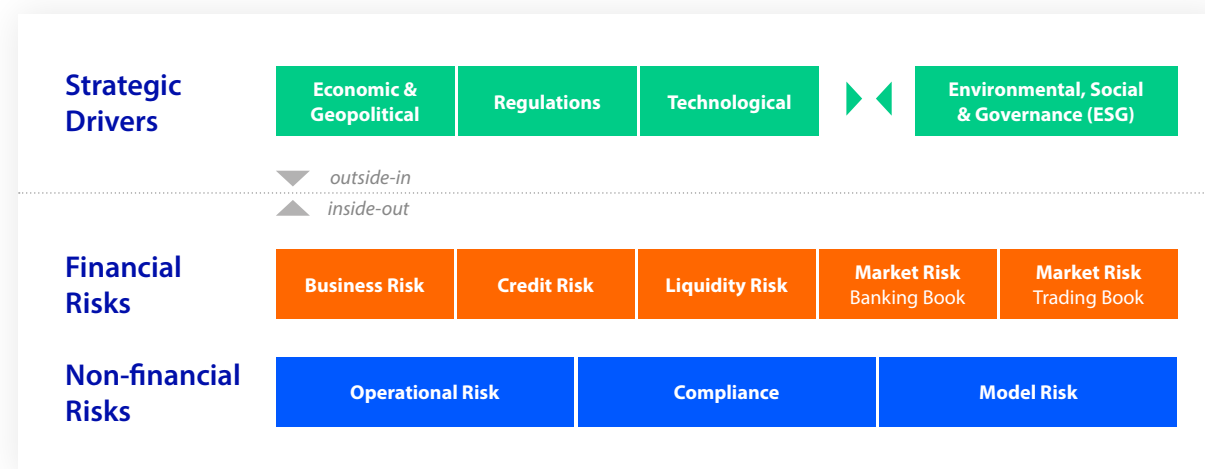 Strategic
Drivers
Economic &
Geopolitical
Regulations
Technological
Environmental, Social
& Governance (ESG)
outside-in
inside-out
Financial
Risks
Business Risk
Credit Risk
Liquidity Risk
Market Risk
Banking Book
Market Risk
Trading Book
Non-financial
Risks
Operational Risk
Compliance
Model Risk